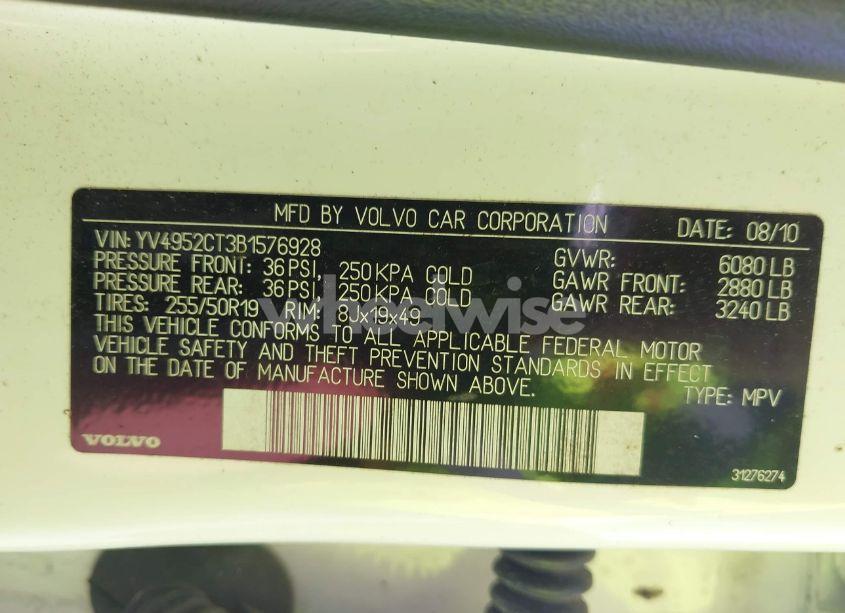 MFD BY VOLVO CAR CORPORATION DATE: 08/10
VIN: YV4952CT3B1576928 GVWR: 6080 LB
PRESSURE FRONT: 36 PSI, 250 KPA COLD GAWR FRONT: 2880 LB
PRESSURE REAR: 36 PSI, 250 KPA COLD GAWR REAR: 3240 LB
TIRES: 255/50R19 RIM: 8Jx19x49
THIS VEHICLE CONFORMS TO ALL APPLICABLE FEDERAL MOTOR
VEHICLE SAFETY AND THEFT PREVENTION STANDARDS IN EFFECT
ON THE DATE OF MANUFACTURE SHOWN ABOVE. TYPE: MPV
VOLVO
31276274
wheelwise